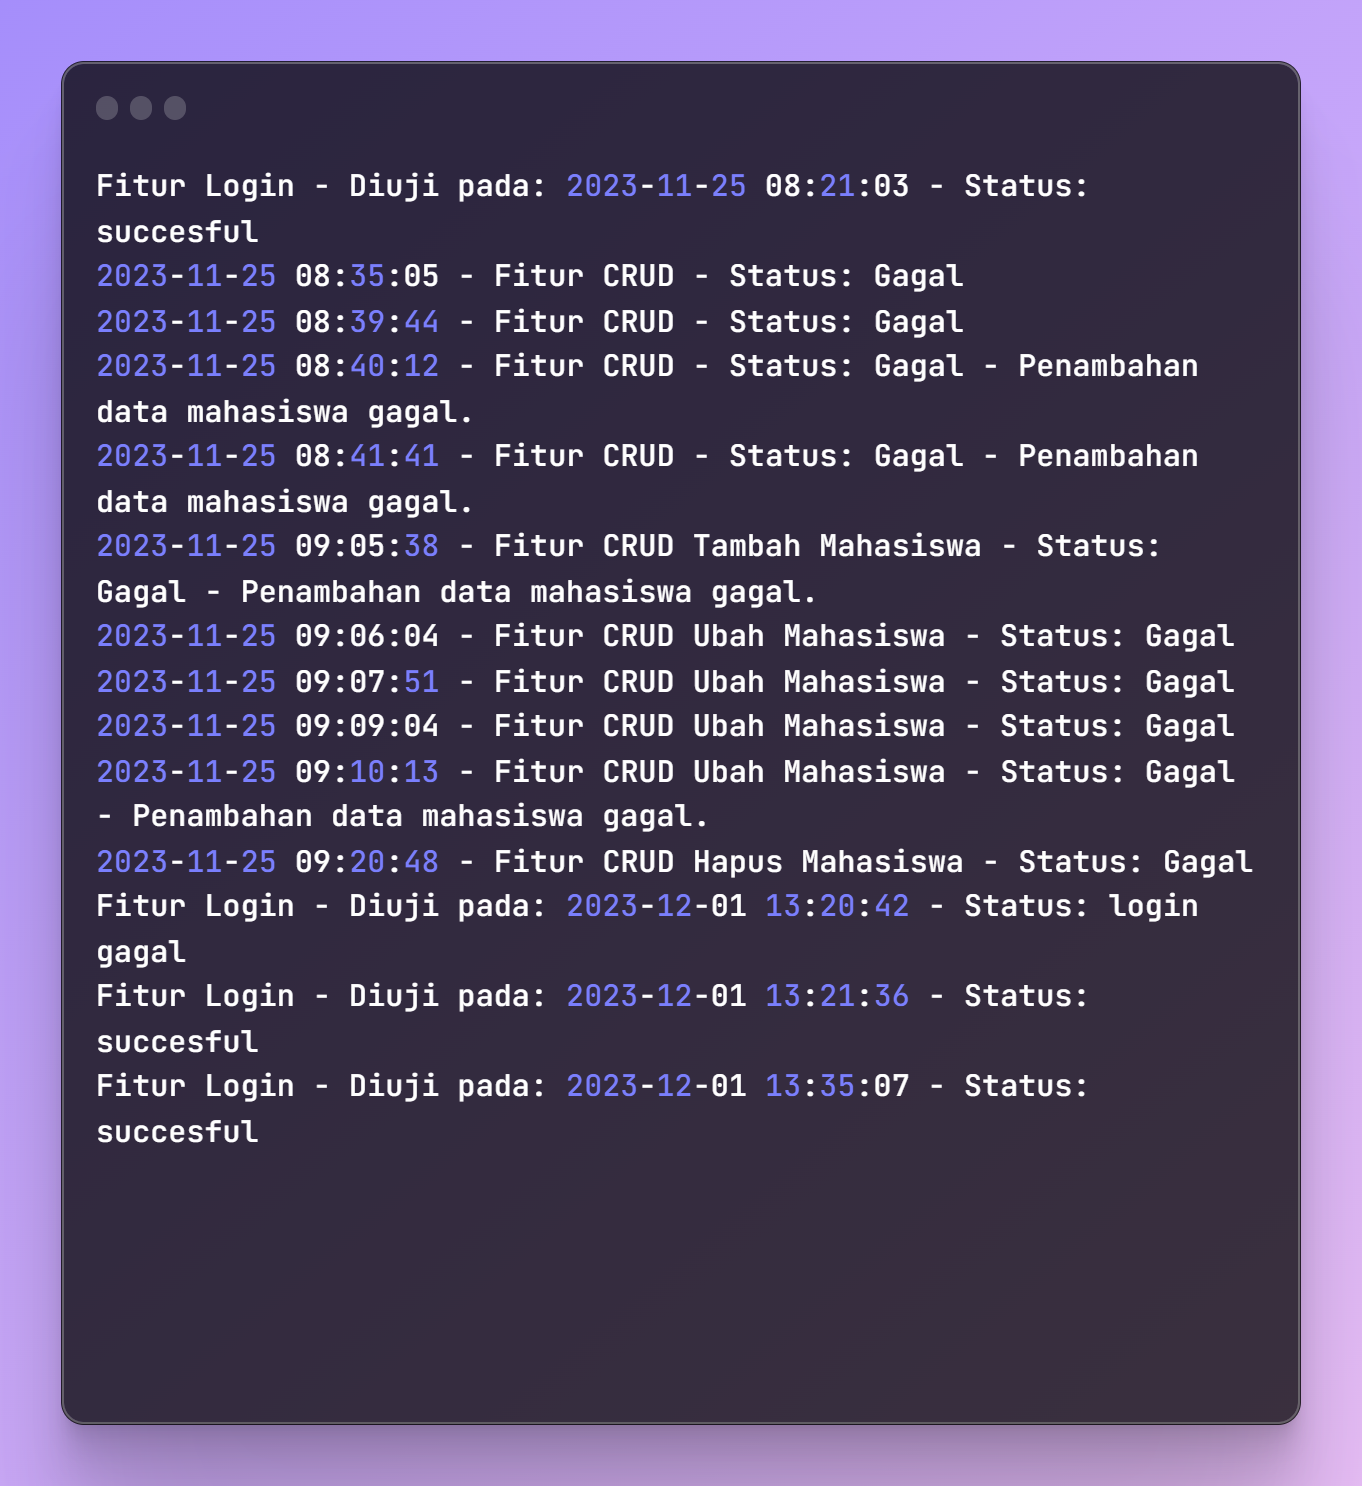 Fitur Login - Diuji pada: 2023-11-25 08:21:03 - Status:
succesful
2023-11-25 08:35:05 - Fitur CRUD - Status: Gagal
2023-11-25 08:39:44 - Fitur CRUD - Status: Gagal
2023-11-25 08:40:12 - Fitur CRUD - Status: Gagal - Penambahan
data mahasiswa gagal.
2023-11-25 08:41:41 - Fitur CRUD - Status: Gagal - Penambahan
data mahasiswa gagal.
2023-11-25 09:05:38 - Fitur CRUD Tambah Mahasiswa - Status:
Gagal - Penambahan data mahasiswa gagal.
2023-11-25 09:06:04 - Fitur CRUD Ubah Mahasiswa - Status: Gagal
2023-11-25 09:07:51 - Fitur CRUD Ubah Mahasiswa - Status: Gagal
2023-11-25 09:09:04 - Fitur CRUD Ubah Mahasiswa - Status: Gagal
2023-11-25 09:10:13 - Fitur CRUD Ubah Mahasiswa - Status: Gagal
- Penambahan data mahasiswa gagal.
2023-11-25 09:20:48 - Fitur CRUD Hapus Mahasiswa - Status: Gagal
Fitur Login - Diuji pada: 2023-12-01 13:20:42 - Status: login
gagal
Fitur Login - Diuji pada: 2023-12-01 13:21:36 - Status:
succesful
Fitur Login - Diuji pada: 2023-12-01 13:35:07 - Status:
succesful